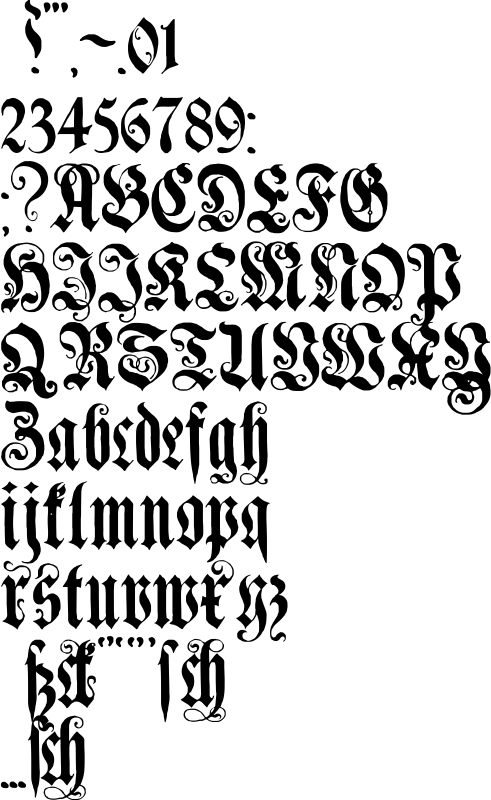 !""',~.01
23456789:
;?ABCDEFG
HIJKLMNOP
QRSTUVWXY
Zabcdefgh
ijklmnopq
rstuvwxyz
ßck“”‘’ſch
…ſch